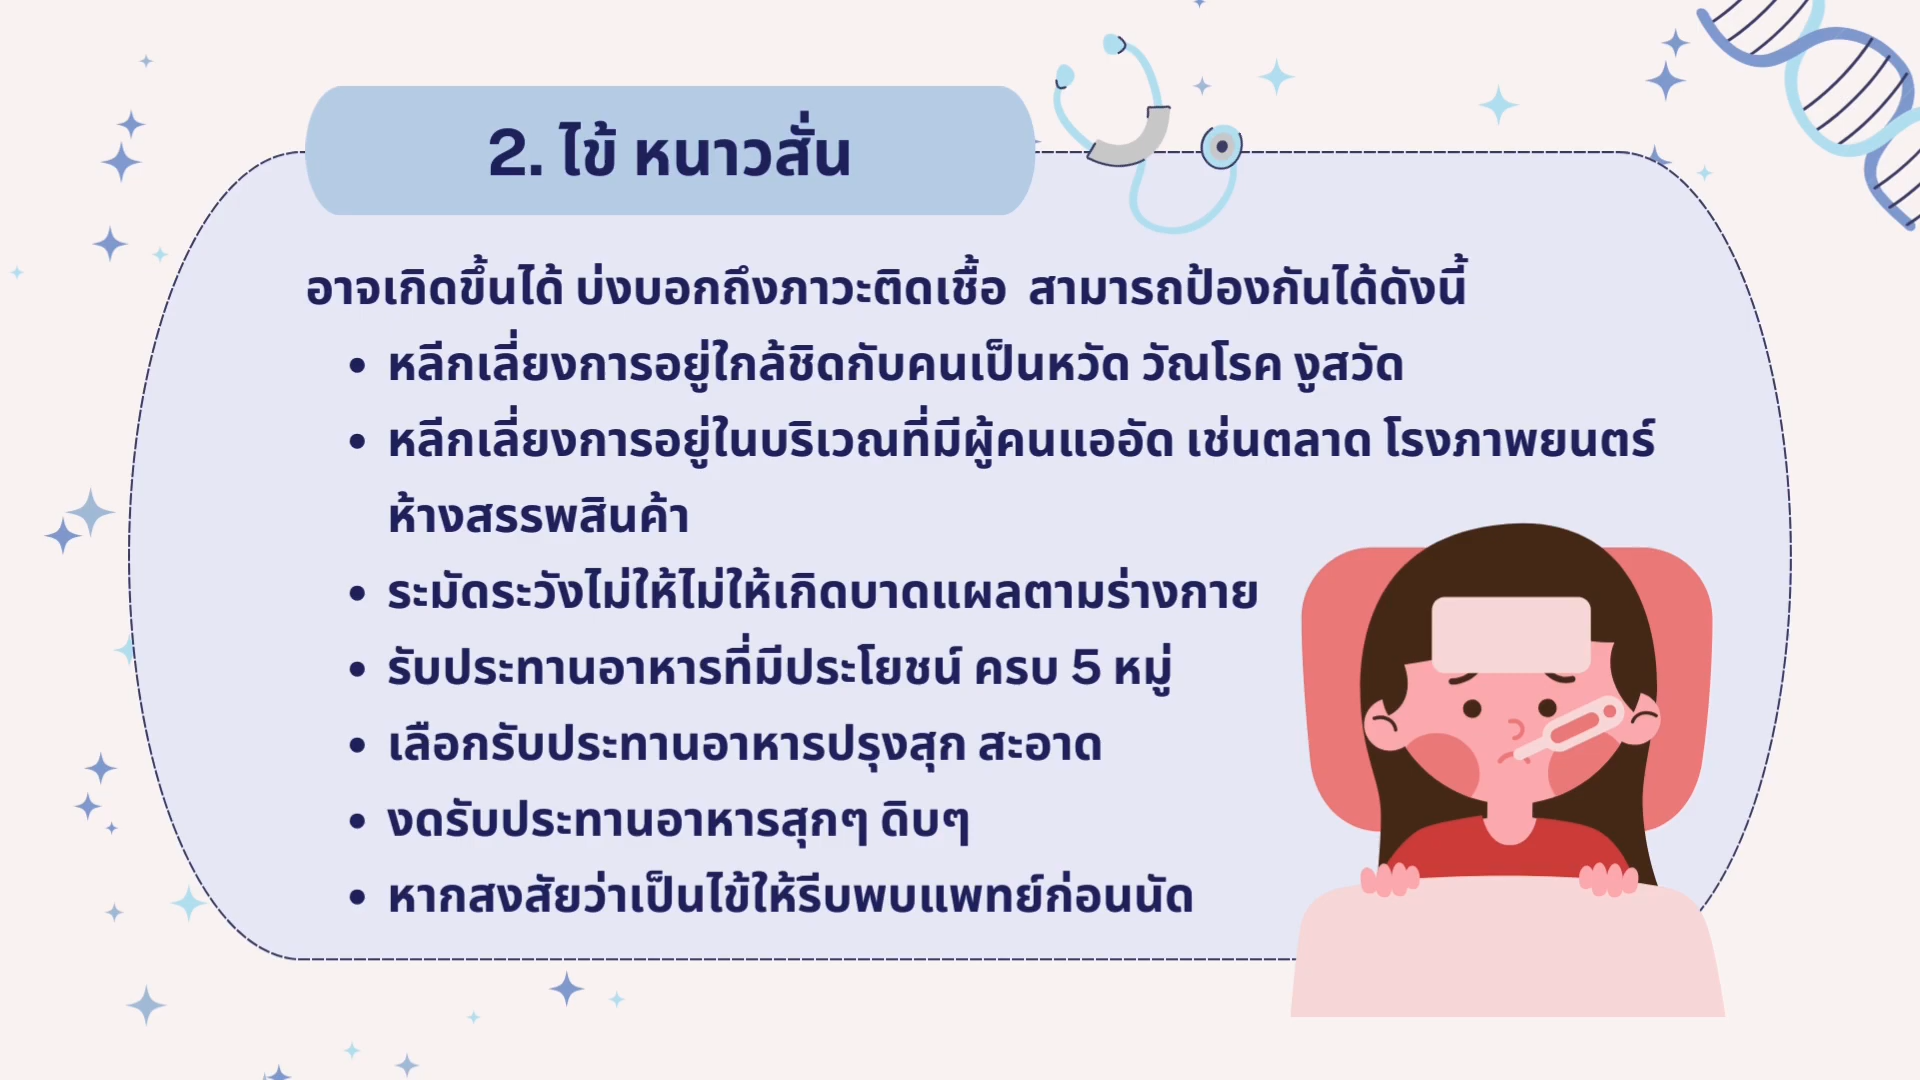 2. ไข้ หนาวสั่น
อาจเกิดขึ้นได้ บ่งบอกถึงภาวะติดเชื้อ สามารถป้องกันได้ดังนี้
• หลีกเลี่ยงการอยู่ใกล้ชิดกับคนเป็นหวัด วัณโรค งูสวัด
• หลีกเลี่ยงการอยู่ในบริเวณที่มีผู้คนแออัด เช่นตลาด โรงภาพยนตร์
ห้างสรรพสินค้า
• ระมัดระวังไม่ให้ไม่ให้เกิดบาดแผลตามร่างกาย
• รับประทานอาหารที่มีประโยชน์ ครบ 5 หมู่
• เลือกรับประทานอาหารปรุงสุก สะอาด
• งดรับประทานอาหารสุกๆ ดิบๆ
• หากสงสัยว่าเป็นไข้ให้รีบพบแพทย์ก่อนนัด